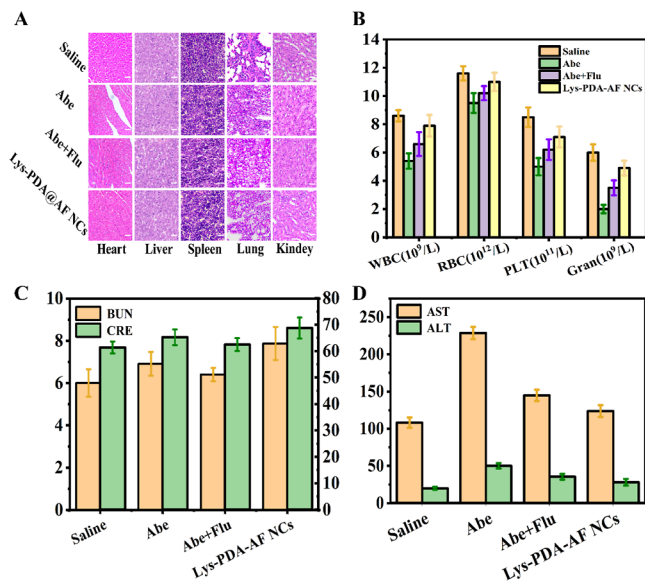 A
Saline
Abe
Abe+Flu
Lys-PDA@AF NCs
Heart Liver Spleen Lung Kindey
B
14
12
10
8
6
4
2
0
Saline
Abe
Abe+Flu
Lys-PDA-AF NCs
WBC(10⁹/L) RBC(10¹²/L) PLT(10¹¹/L) Gran(10⁹/L)
C
10
8
6
4
2
0
BUN
CRE
80
70
60
50
40
30
20
10
0
Saline Abe Abe+Flu Lys-PDA-AF NCs
D
250
200
150
100
50
0
AST
ALT
Saline Abe Abe+Flu Lys-PDA-AF NCs